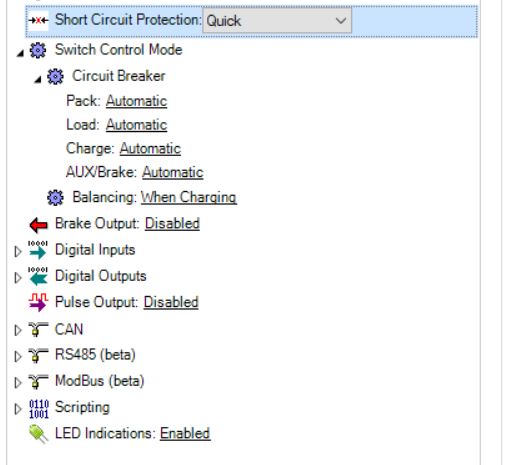 Short Circuit Protection: Quick
Switch Control Mode
Circuit Breaker
Pack: Automatic
Load: Automatic
Charge: Automatic
AUX/Brake: Automatic
Balancing: When Charging
Brake Output: Disabled
Digital Inputs
Digital Outputs
Pulse Output: Disabled
CAN
RS485 (beta)
ModBus (beta)
Scripting
LED Indications: Enabled